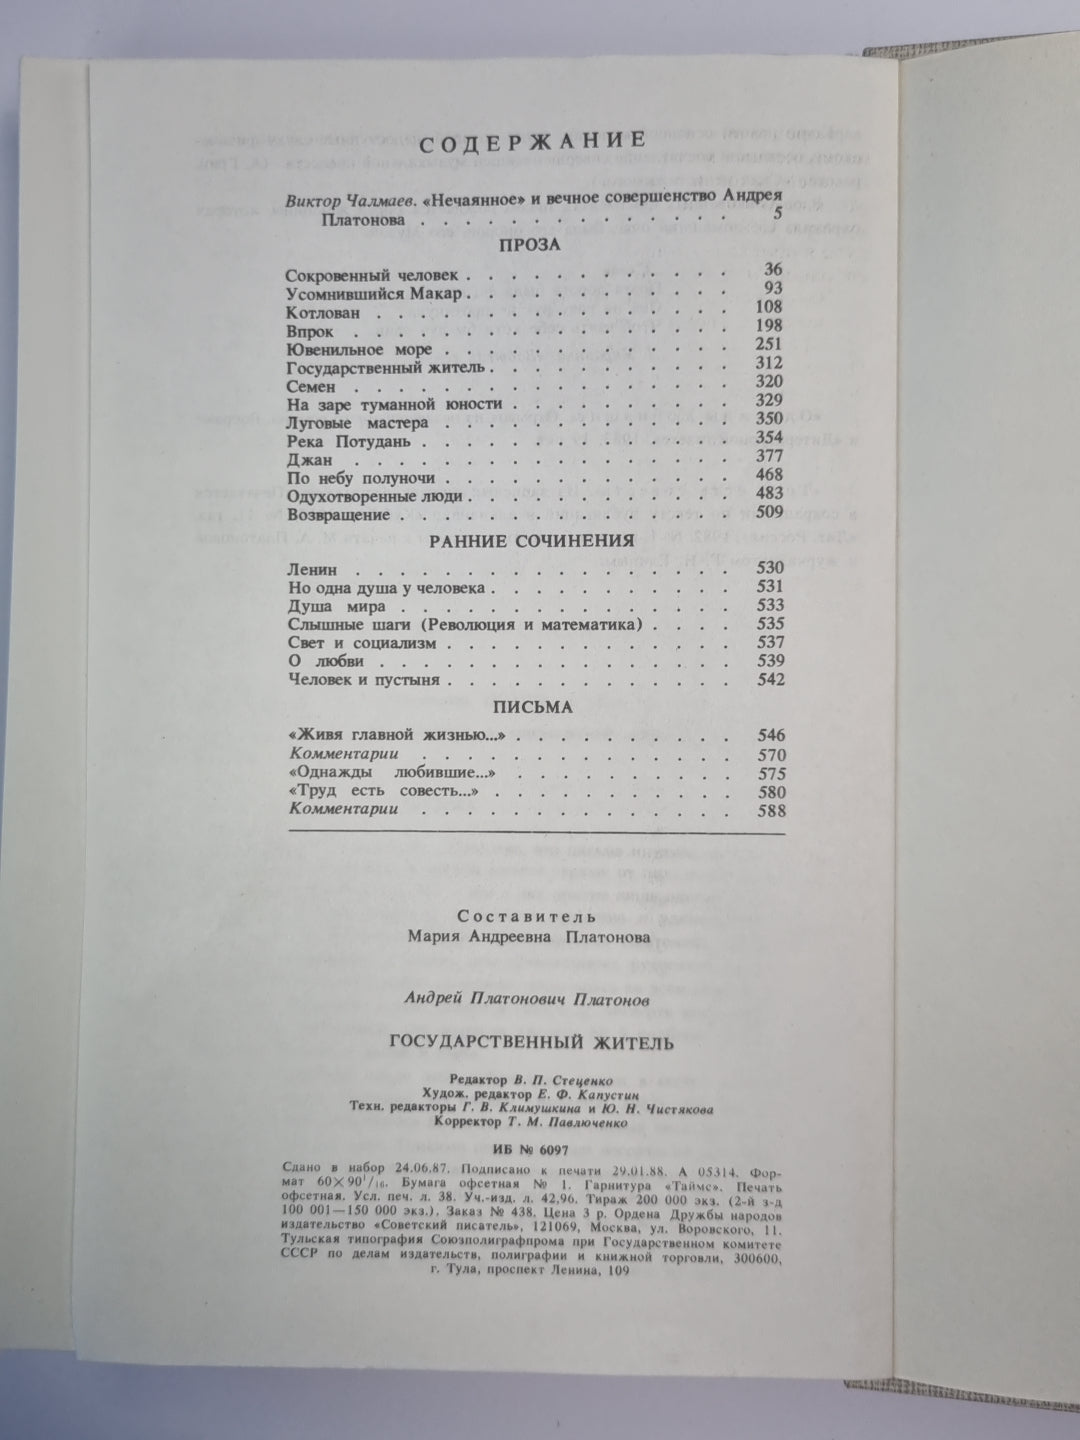 СОДЕРЖАНИЕ
Виктор Чалмаев. «Нечаянное» и вечное совершенство Андрея
Платонова . . . . . . . . . . . . . . 5
ПРОЗА
Сокровенный человек . . . . . . . . . . . . 36
Усомнившийся Макар . . . . . . . . . . . . 93
Котлован . . . . . . . . . . . . . . . . 108
Впрок . . . . . . . . . . . . . . . . . 198
Ювенильное море . . . . . . . . . . . . . 251
Государственный житель . . . . . . . . . . . 312
Семен . . . . . . . . . . . . . . . . . 320
На заре туманной юности . . . . . . . . . . 329
Луговые мастера . . . . . . . . . . . . . 350
Река Потудань . . . . . . . . . . . . . . 354
Джан . . . . . . . . . . . . . . . . . 377
По небу полуночи . . . . . . . . . . . . . 468
Одухотворенные люди . . . . . . . . . . . . 483
Возвращение . . . . . . . . . . . . . . . 509
РАННИЕ СОЧИНЕНИЯ
Ленин . . . . . . . . . . . . . . . . . 530
Но одна душа у человека . . . . . . . . . . . 531
Душа мира . . . . . . . . . . . . . . . 533
Слышные шаги (Революция и математика) . . . . 535
Свет и социализм . . . . . . . . . . . . . 537
О любви . . . . . . . . . . . . . . . . 539
Человек и пустыня . . . . . . . . . . . . . 542
ПИСЬМА
«Живя главной жизнью...» . . . . . . . . . . 546
Комментарии . . . . . . . . . . . . . . 570
«Однажды любившие...» . . . . . . . . . . 575
«Труд есть совесть...» . . . . . . . . . . . 580
Комментарии . . . . . . . . . . . . . . 588
Составитель
Мария Андреевна Платонова
Андрей Платонович Платонов
ГОСУДАРСТВЕННЫЙ ЖИТЕЛЬ
Редактор В. П. Стеценко
Худож. редактор Е. Ф. Капустин
Техн. редакторы Г. В. Климушкина и Ю. Н. Чистякова
Корректор Т. М. Павлюченко
ИБ № 6097
Сдано в набор 24.06.87. Подписано к печати 29.01.88. А 05314. Фор-
мат 60×90¹/₁₆. Бумага офсетная № 1. Гарнитура «Таймс». Печать
офсетная. Усл. печ. л. 38. Уч.-изд. л. 42,96. Тираж 200 000 экз. (2-й з-д
100 001—150 000 экз.). Заказ № 438. Цена 3 р. Ордена Дружбы народов
издательство «Советский писатель», 121069, Москва, ул. Воровского, 11.
Тульская типография Союзполиграфпрома при Государственном комитете
СССР по делам издательств, полиграфии и книжной торговли, 300600,
г. Тула, проспект Ленина, 109